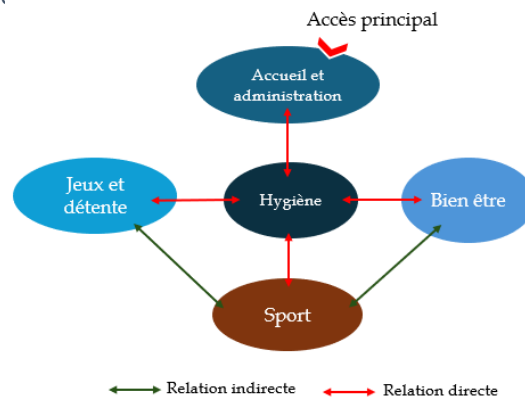 Accès principal
Accueil et
administration
Jeux et
détente
Hygiène
Bien être
Sport
Relation indirecte
Relation directe